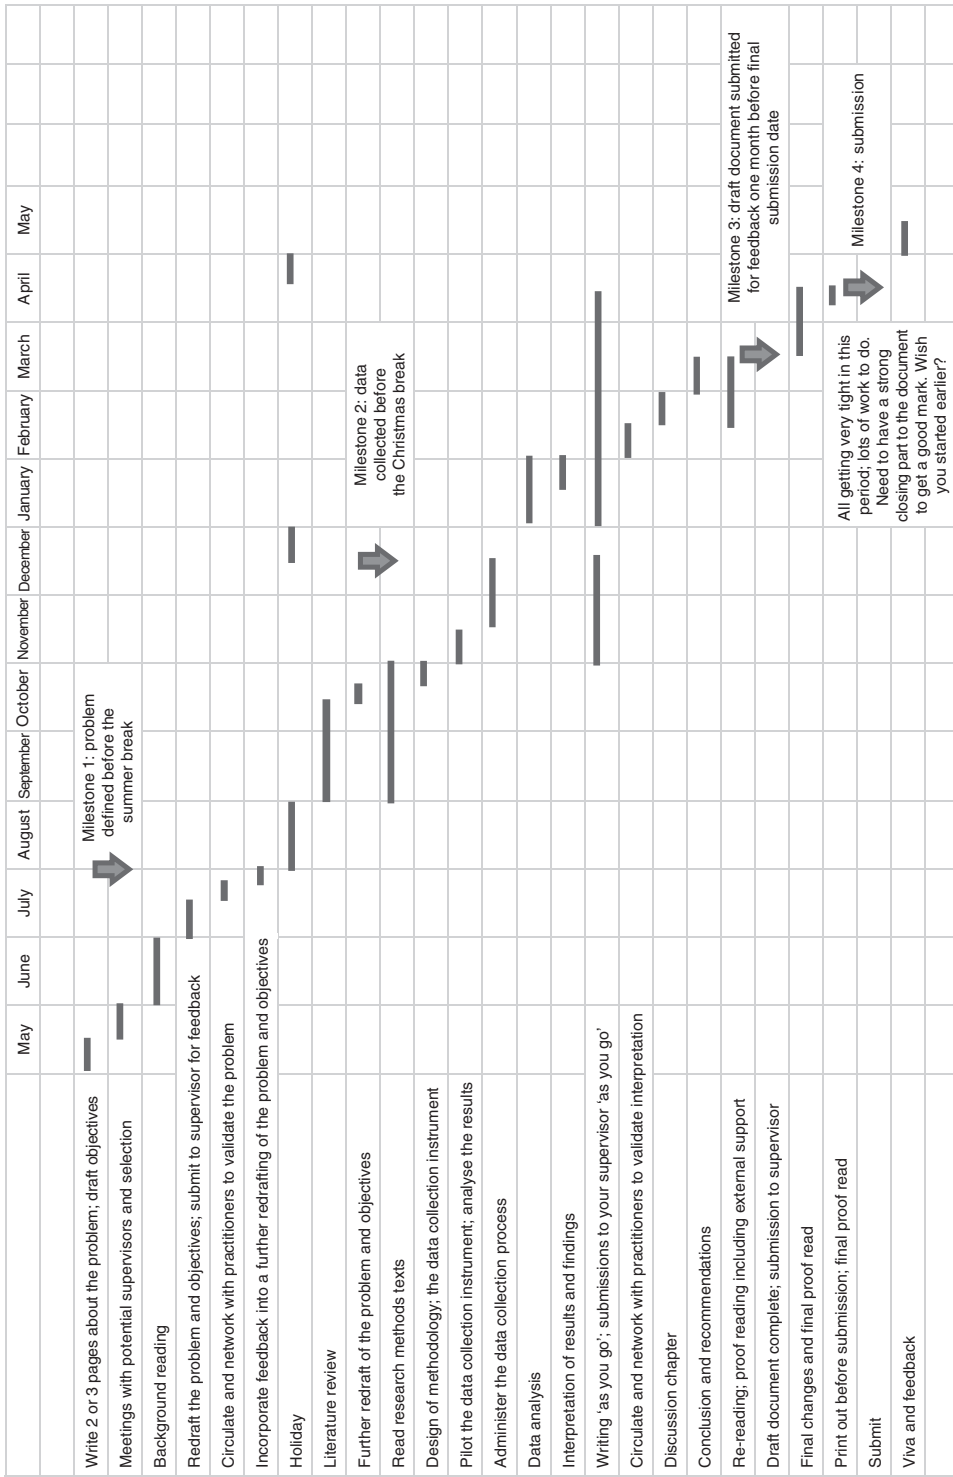 May
June
July
August
September
October
November
December
January
February
March
April
May
Write 2 or 3 pages about the problem; draft objectives
Milestone 1: problem
defined before the
summer break
Meetings with potential supervisors and selection
Background reading
Redraft the problem and objectives; submit to supervisor for feedback
Circulate and network with practitioners to validate the problem
Incorporate feedback into a further redrafting of the problem and objectives
Holiday
Literature review
Further redraft of the problem and objectives
Milestone 2: data
collected before
the Christmas break
Read research methods texts
Design of methodology; the data collection instrument
Pilot the data collection instrument; analyse the results
Administer the data collection process
Data analysis
Interpretation of results and findings
Writing ‘as you go’; submissions to your supervisor ‘as you go’
Circulate and network with practitioners to validate interpretation
Discussion chapter
Conclusion and recommendations
Re-reading; proof reading including external support
Milestone 3: draft document submitted
for feedback one month before final
submission date
Draft document complete; submission to supervisor
Final changes and final proof read
Print out before submission; final proof read
All getting very tight in this
period; lots of work to do.
Need to have a strong
closing part to the document
to get a good mark. Wish
you started earlier?
Milestone 4: submission
Submit
Viva and feedback